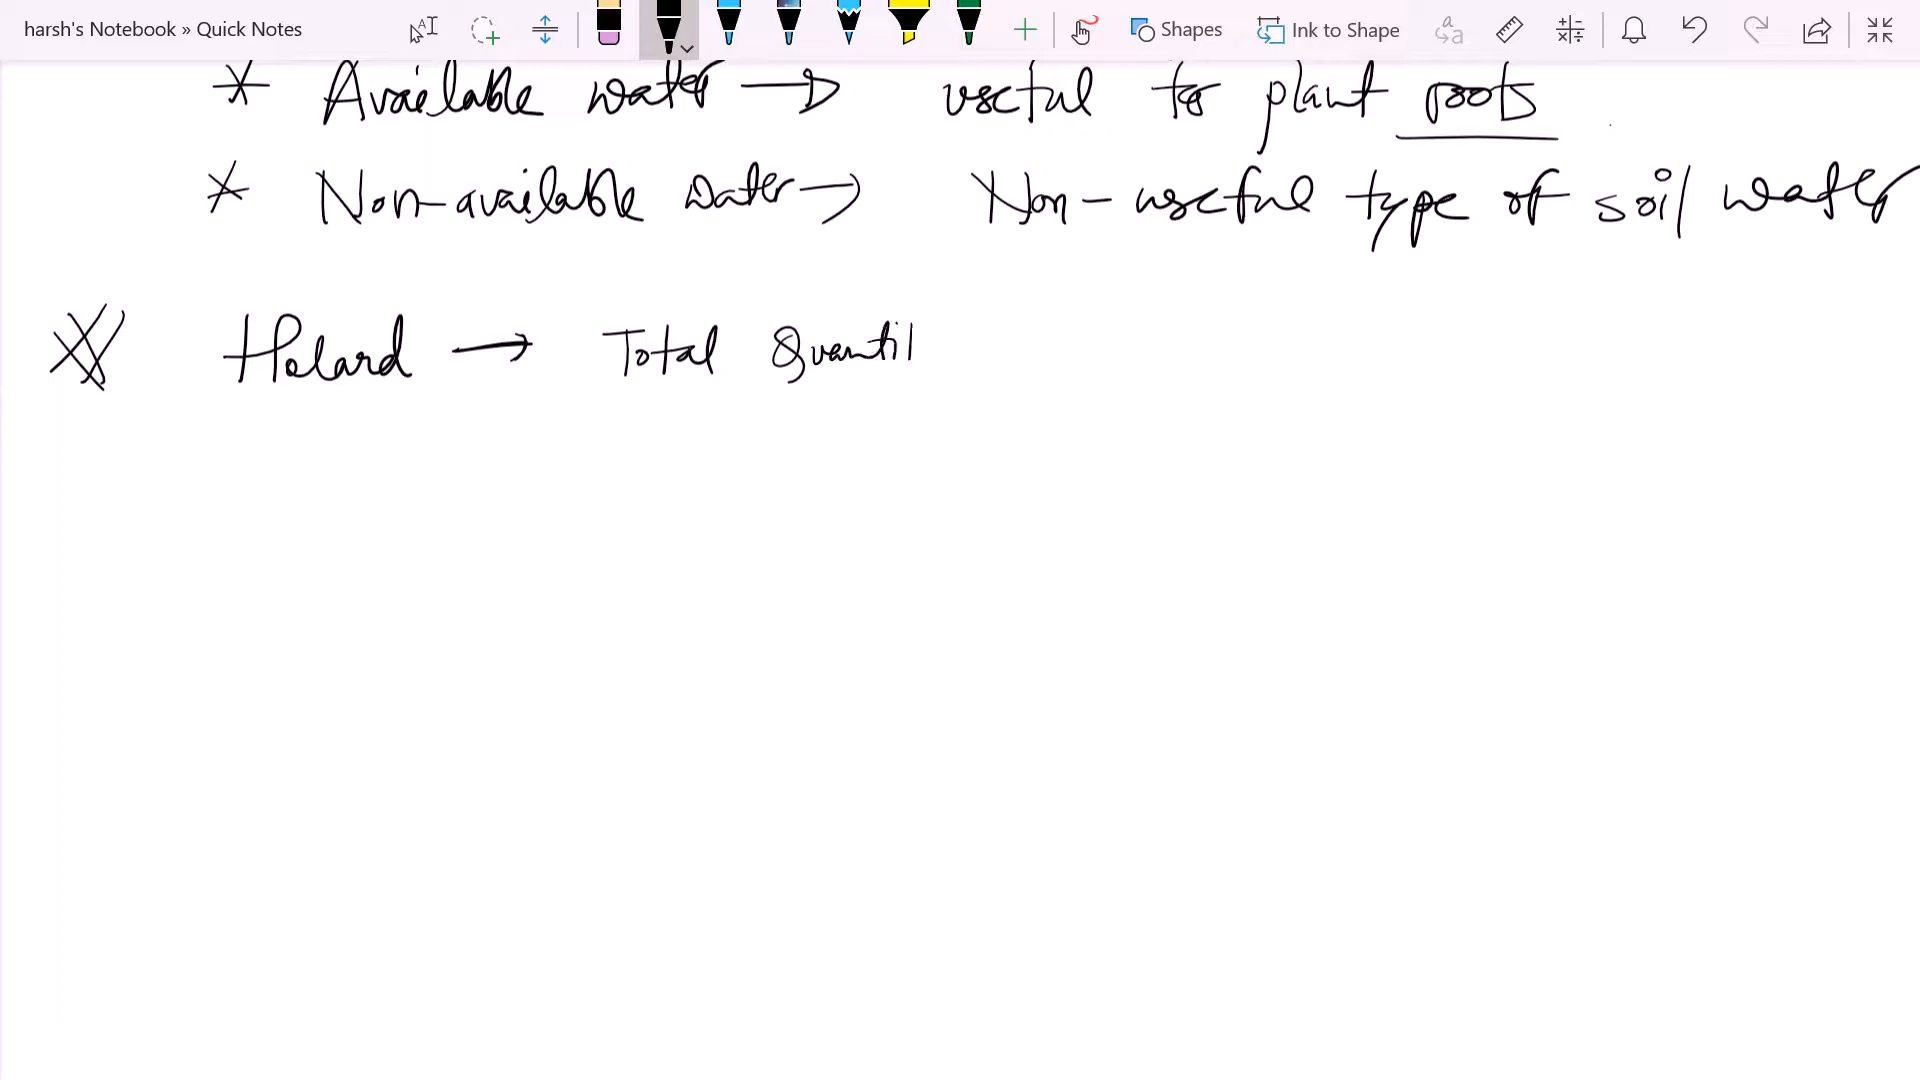 harsh's Notebook » Quick Notes Shapes Ink to Shape
* Available water → useful for plant roots
* Non-available water → Non-useful type of soil water
Holard → Total Quantil